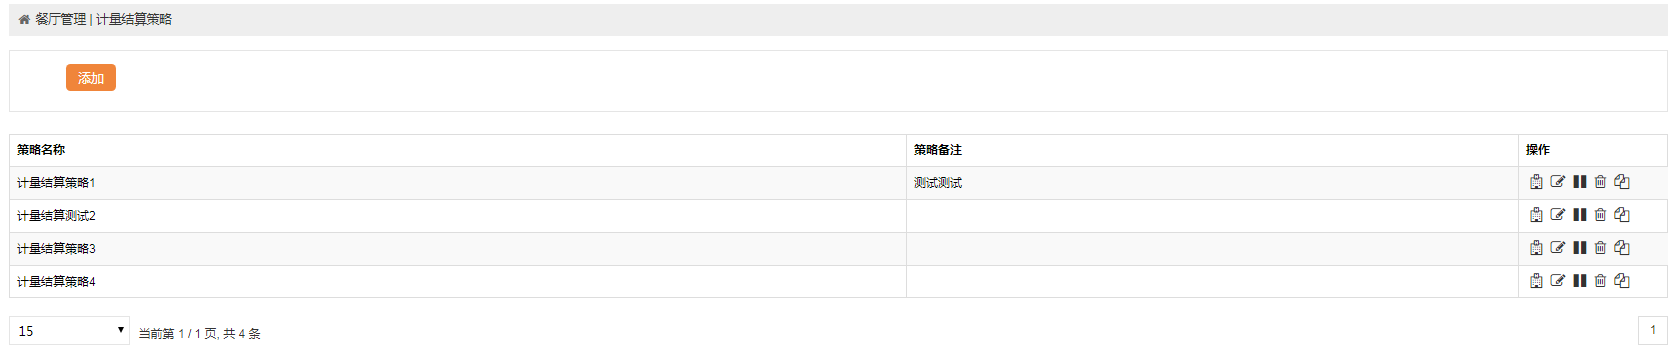 餐厅管理 | 计量结算策略
添加
策略名称 策略备注 操作
计量结算策略1 测试测试
计量结算测试2
计量结算策略3
计量结算策略4
15 当前第 1 / 1 页, 共 4 条 1